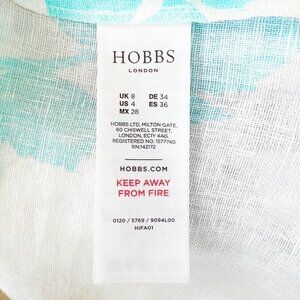 HOBBS
LONDON
UK 8 DE 34
US 4 ES 36
MX 28
HOBBS LTD, MILTON GATE,
60 CHISWELL STREET,
LONDON, EC1Y 4AG
REGISTERED NO. 1577740
RN:142172
HOBBS.COM
KEEP AWAY
FROM FIRE
0120 / 5769 / 9094L00
HIFA01